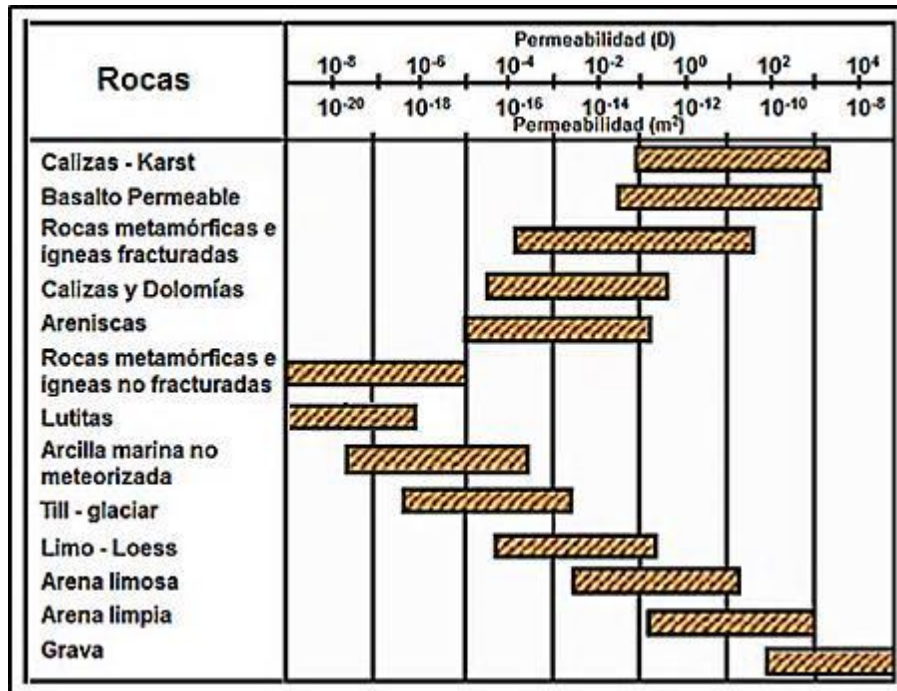 Rocas
Permeabilidad (D)
10⁻⁸ 10⁻⁶ 10⁻⁴ 10⁻² 10⁰ 10² 10⁴
10⁻²⁰ 10⁻¹⁸ 10⁻¹⁶ 10⁻¹⁴ 10⁻¹² 10⁻¹⁰ 10⁻⁸
Permeabilidad (m²)
Calizas - Karst
Basalto Permeable
Rocas metamórficas e
ígneas fracturadas
Calizas y Dolomías
Areniscas
Rocas metamórficas e
ígneas no fracturadas
Lutitas
Arcilla marina no
meteorizada
Till - glaciar
Limo - Loess
Arena limosa
Arena limpia
Grava